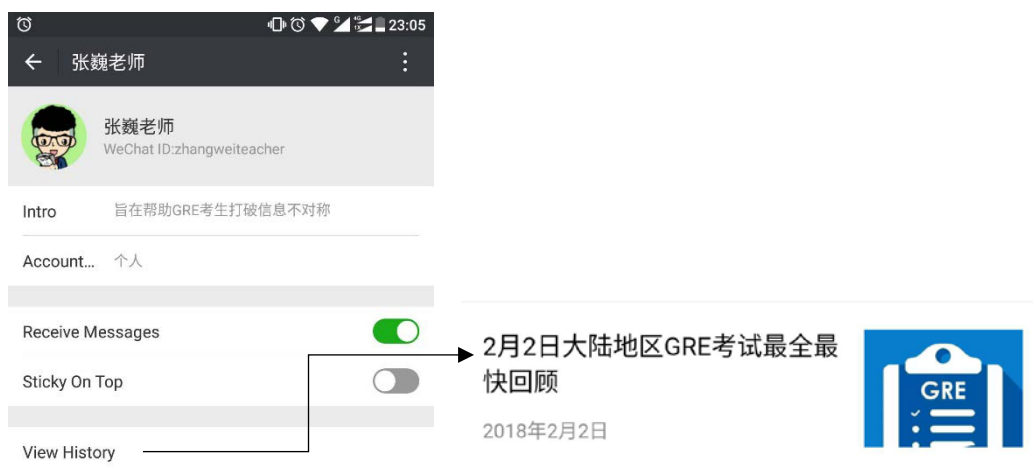 23:05
张巍老师
张巍老师
WeChat ID:zhangweiteacher
Intro 旨在帮助GRE考生打破信息不对称
Account... 个人
Receive Messages
Sticky On Top
View History
2月2日大陆地区GRE考试最全最
快回顾
2018年2月2日
GRE